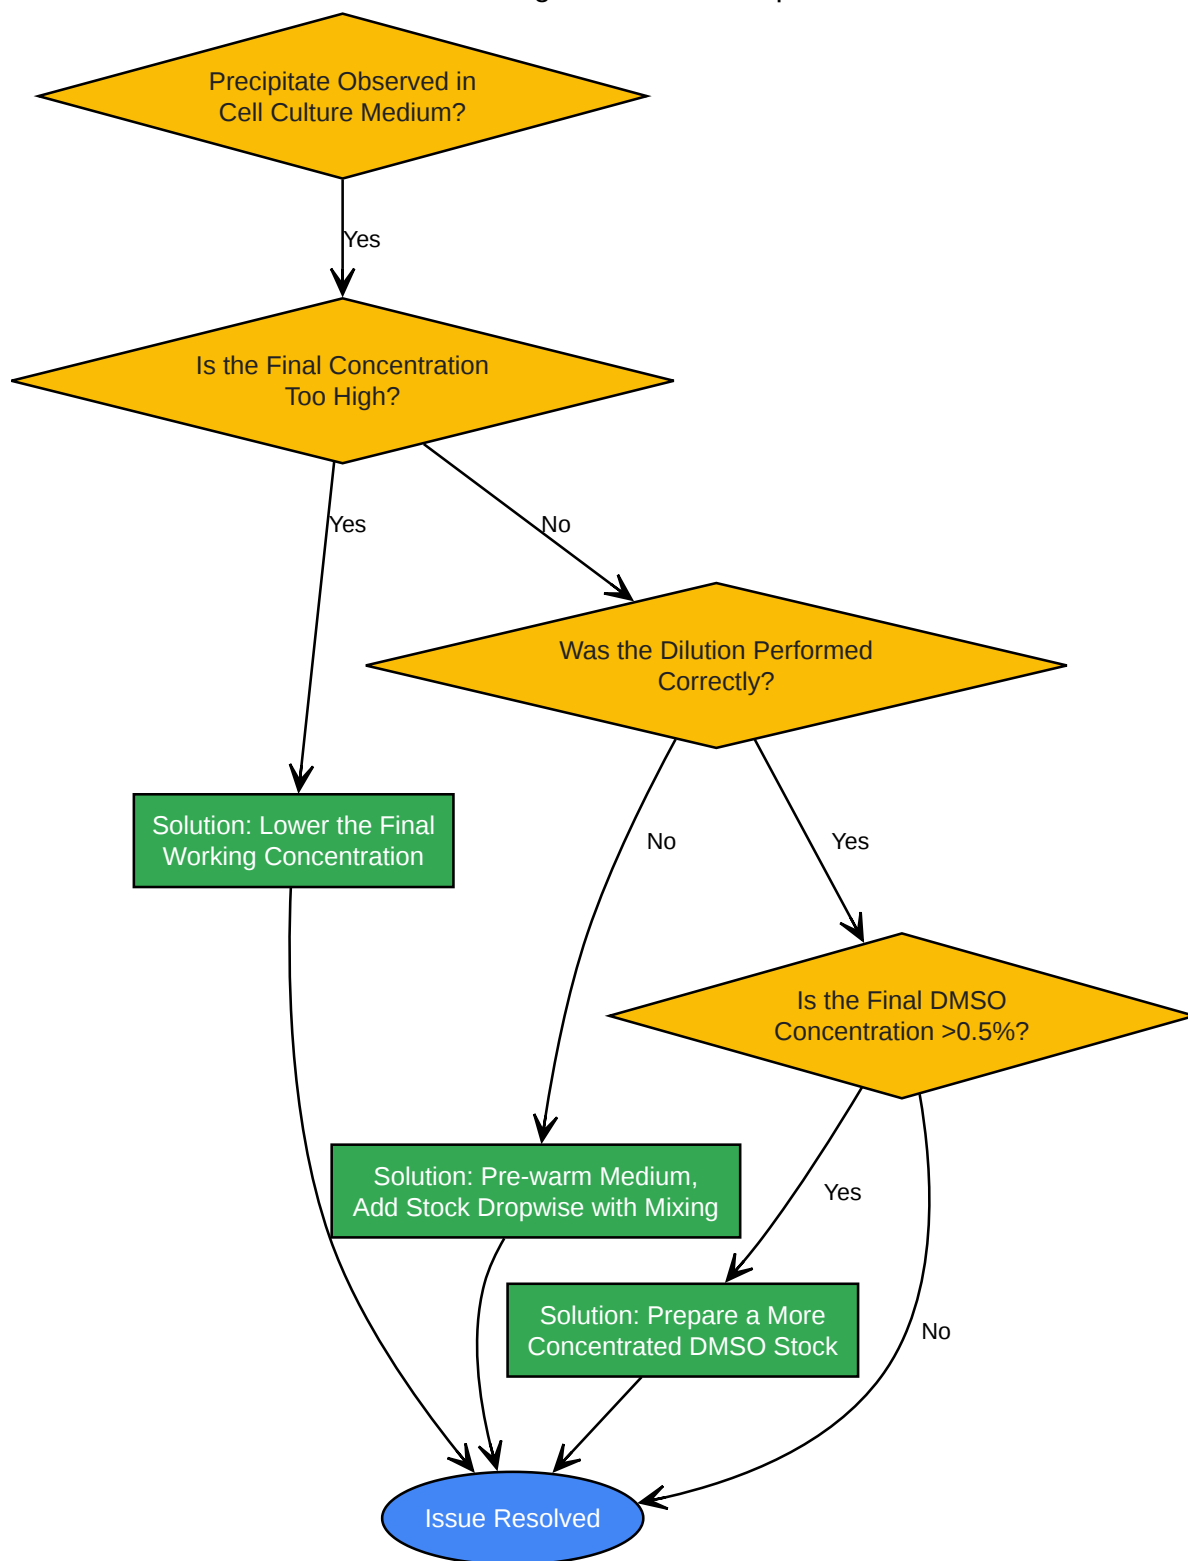 Precipitate Observed in
Cell Culture Medium?
Yes
Is the Final Concentration
Too High?
Yes
No
Was the Dilution Performed
Correctly?
Solution: Lower the Final
Working Concentration
No
Yes
Is the Final DMSO
Concentration >0.5%?
Solution: Pre-warm Medium,
Add Stock Dropwise with Mixing
Yes
Solution: Prepare a More
Concentrated DMSO Stock
No
Issue Resolved